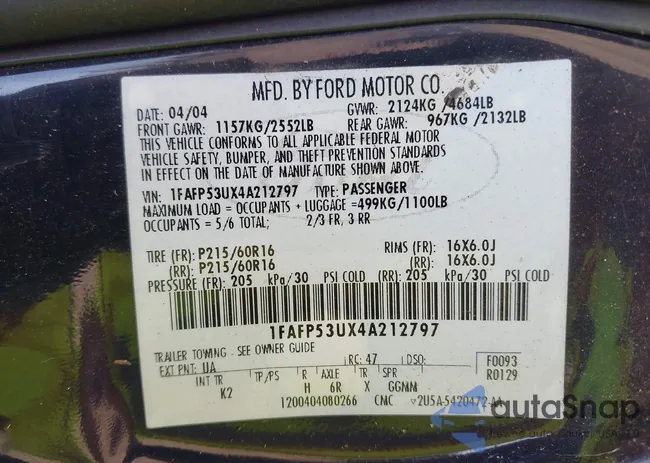 MFD. BY FORD MOTOR CO.
DATE: 04/04 GVWR: 2124KG /4684LB
FRONT GAWR: 1157KG/2552LB REAR GAWR: 967KG /2132LB
THIS VEHICLE CONFORMS TO ALL APPLICABLE FEDERAL MOTOR
VEHICLE SAFETY, BUMPER, AND THEFT PREVENTION STANDARDS
IN EFFECT ON THE DATE OF MANUFACTURE SHOWN ABOVE.
VIN: 1FAFP53UX4A212797 TYPE: PASSENGER
MAXIMUM LOAD = OCCUPANTS + LUGGAGE =499KG/1100LB
OCCUPANTS = 5/6 TOTAL; 2/3 FR, 3 RR
TIRE (FR): P215/60R16 RIMS (FR): 16X6.0J
(RR): P215/60R16 (RR): 16X6.0J
PRESSURE (FR): 205 kPa/30 PSI COLD (RR): 205 kPa/30 PSI COLD
1FAFP53UX4A212797
TRAILER TOWING - SEE OWNER GUIDE
EXT PNT: UA RC: 47 DSO: F0093
INT TR TP/PS R AXLE TR SPR R0129
K2 H 6R X GGMM
1200404080266 CMC 2U5A-5420472-AA
autoSnap